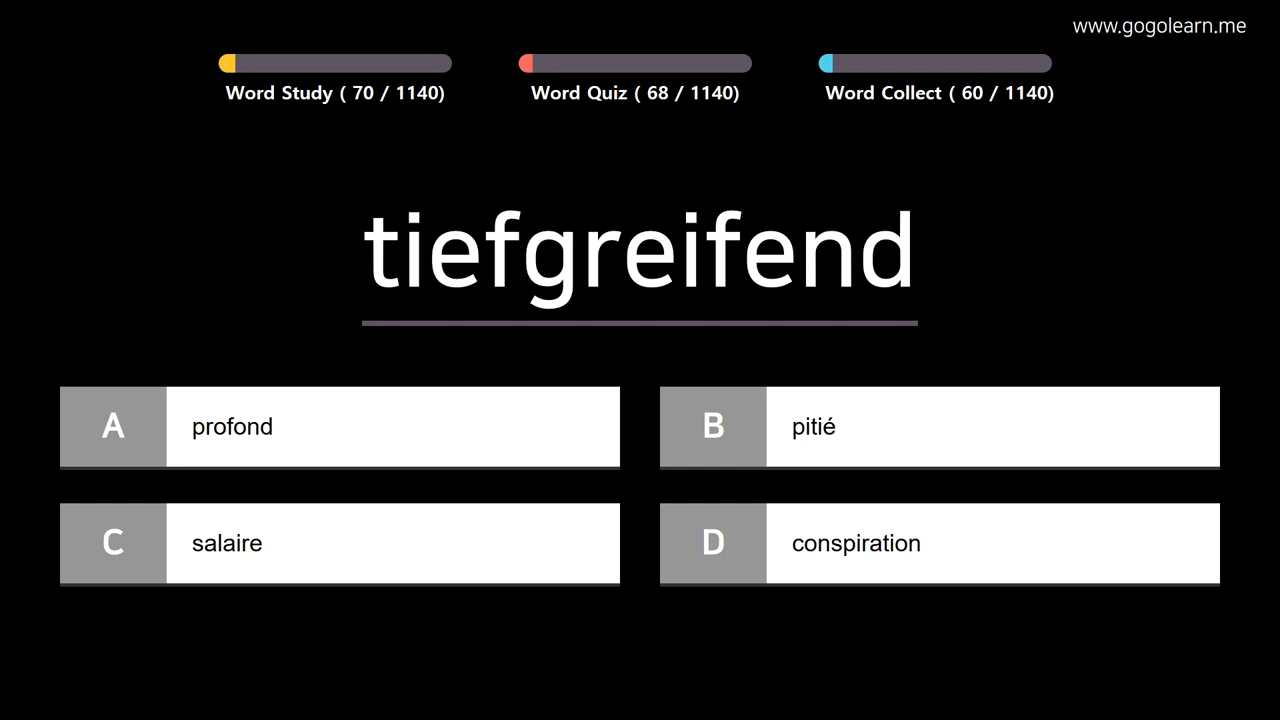 www.gogolearn.me
Word Study ( 70 / 1140)
Word Quiz ( 68 / 1140)
Word Collect ( 60 / 1140)
tiefgreifend
A profond
B pitié
C salaire
D conspiration